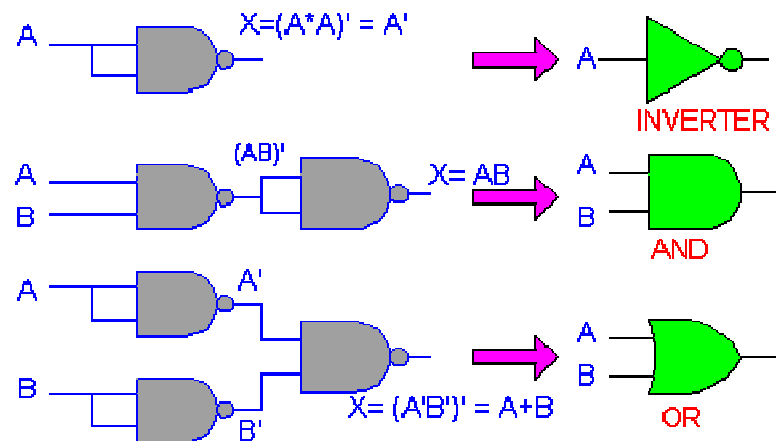 A
X=(A*A)' = A'
A
INVERTER
A
B
(AB)'
X= AB
A
B
AND
A
A'
B
B'
X= (A'B')' = A+B
A
B
OR